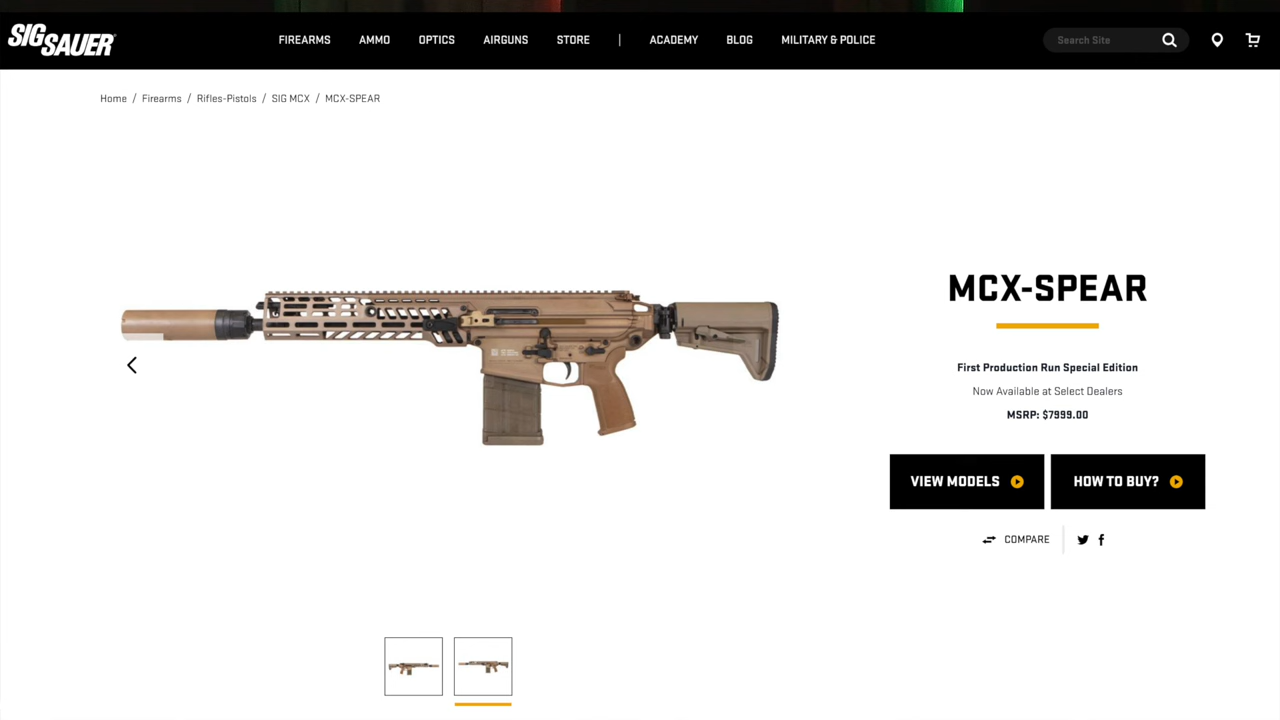 SIG SAUER
FIREARMS AMMO OPTICS AIRGUNS STORE | ACADEMY BLOG MILITARY & POLICE
Search Site
Home / Firearms / Rifles-Pistols / SIG MCX / MCX-SPEAR
MCX-SPEAR
First Production Run Special Edition
Now Available at Select Dealers
MSRP: $7999.00
VIEW MODELS HOW TO BUY?
COMPARE